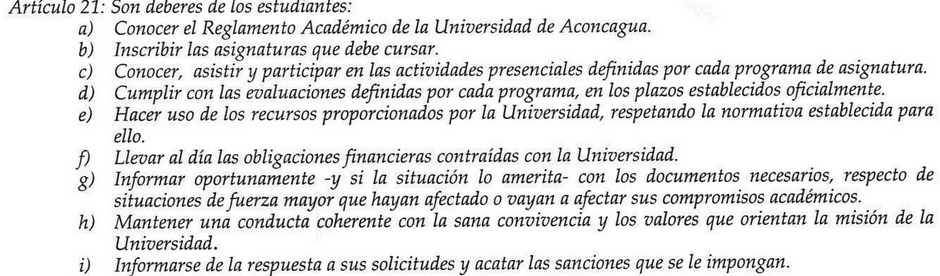 Artículo 21: Son deberes de los estudiantes:
a) Conocer el Reglamento Académico de la Universidad de Aconcagua.
b) Inscribir las asignaturas que debe cursar.
c) Conocer, asistir y participar en las actividades presenciales definidas por cada programa de asignatura.
d) Cumplir con las evaluaciones definidas por cada programa, en los plazos establecidos oficialmente.
e) Hacer uso de los recursos proporcionados por la Universidad, respetando la normativa establecida para
ello.
f) Llevar al día las obligaciones financieras contraídas con la Universidad.
g) Informar oportunamente -y si la situación lo amerita- con los documentos necesarios, respecto de
situaciones de fuerza mayor que hayan afectado o vayan a afectar sus compromisos académicos.
h) Mantener una conducta coherente con la sana convivencia y los valores que orientan la misión de la
Universidad.
i) Informarse de la respuesta a sus solicitudes y acatar las sanciones que se le impongan.